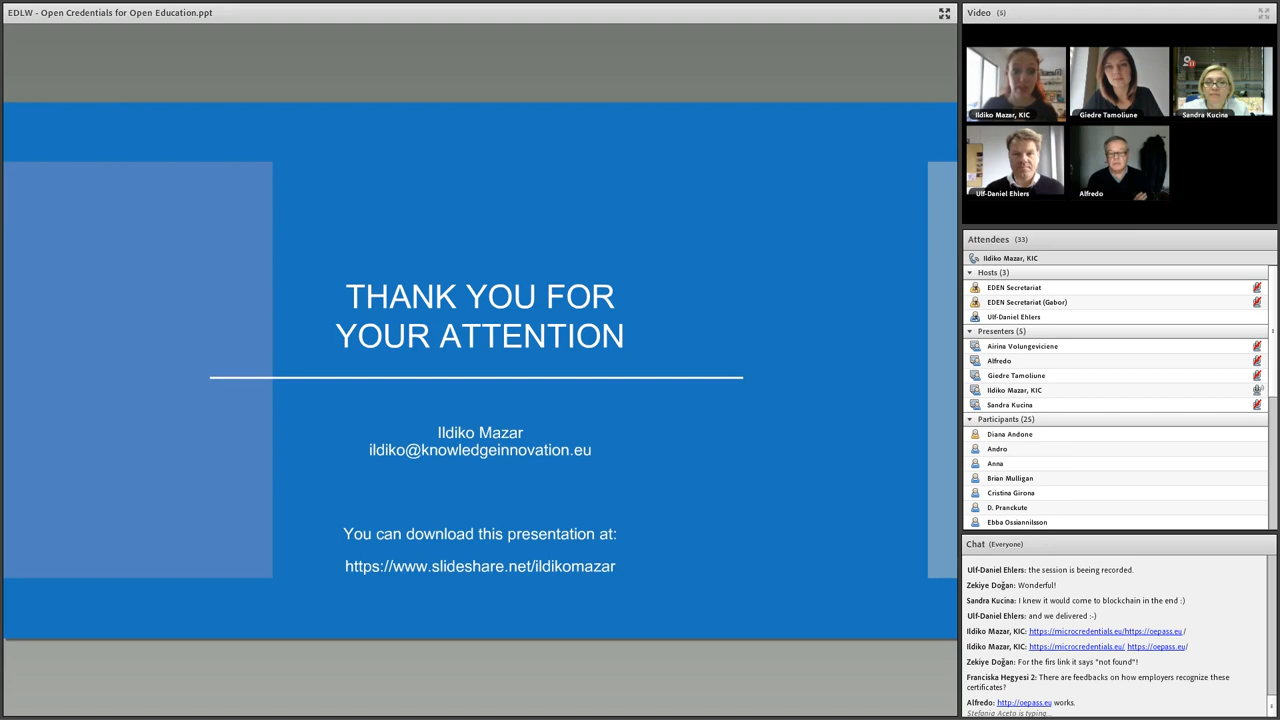 EDLW - Open Credentials for Open Education.ppt
THANK YOU FOR
YOUR ATTENTION
Ildiko Mazar
ildiko@knowledgeinnovation.eu
You can download this presentation at:
https://www.slideshare.net/ildikomazar
Video (5)
Ildiko Mazar, KIC
Giedre Tamoliune
Sandra Kucina
Ulf-Daniel Ehlers
Alfredo
Attendees (33)
Ildiko Mazar, KIC
Hosts (3)
EDEN Secretariat
EDEN Secretariat (Gabor)
Ulf-Daniel Ehlers
Presenters (5)
Airina Volungeviciene
Alfredo
Giedre Tamoliune
Ildiko Mazar, KIC
Sandra Kucina
Participants (25)
Diana Andone
Andro
Anna
Brian Mulligan
Cristina Girona
D. Pranckute
Ebba Ossiannilsson
Chat (Everyone)
Ulf-Daniel Ehlers: the session is beeing recorded.
Zekiye Doğan: Wonderful!
Sandra Kucina: I knew it would come to blockchain in the end :)
Ulf-Daniel Ehlers: and we delivered :-)
Ildiko Mazar, KIC: https://microcredentials.eu/https://oepass.eu /
Ildiko Mazar, KIC: https://microcredentials.eu/ https://oepass.eu/
Zekiye Doğan: For the firs link it says "not found"!
Franciska Hegyesi 2: There are feedbacks on how employers recognize these
certificates?
Alfredo: http://oepass.eu works.
Stefania Aceto is typing...